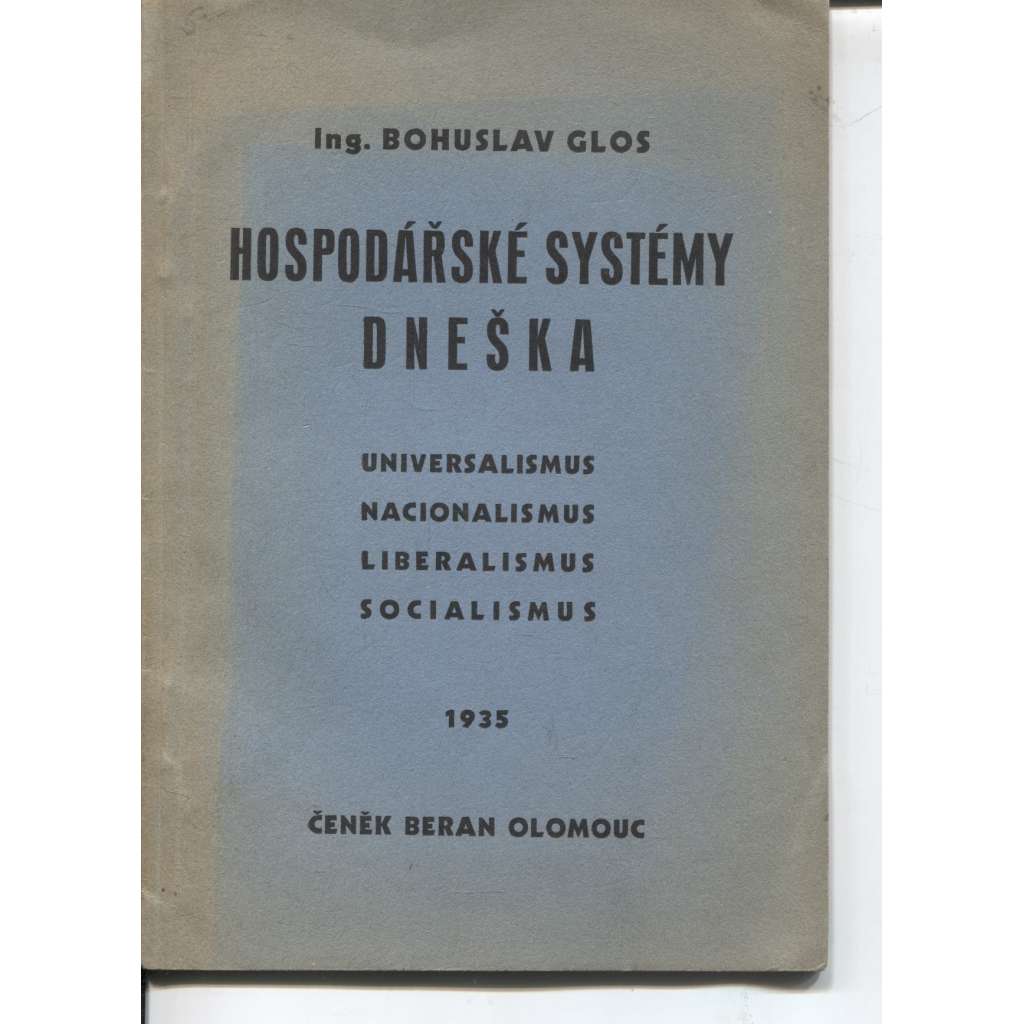 Ing. BOHUSLAV GLOS
HOSPODÁŘSKÉ SYSTÉMY
DNEŠKA
UNIVERSALISMUS
NACIONALISMUS
LIBERALISMUS
SOCIALISMUS
1935
ČENĚK BERAN OLOMOUC